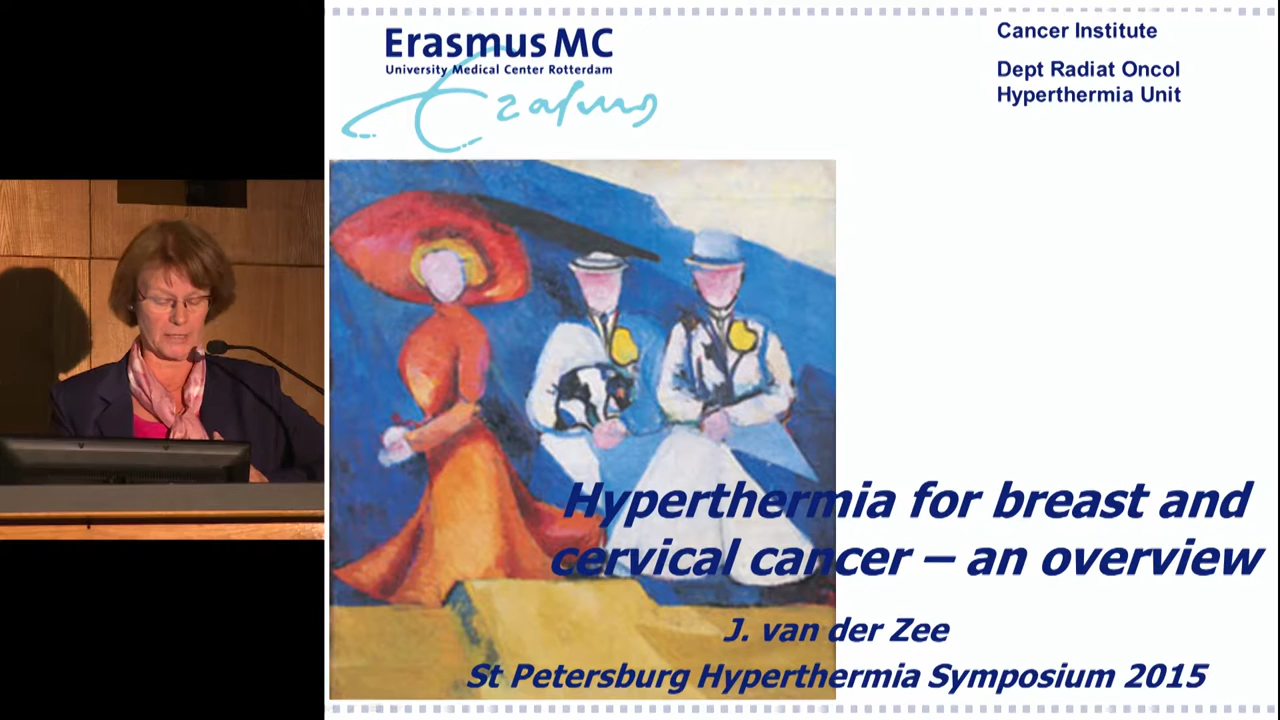 Erasmus MC
University Medical Center Rotterdam
Erasmus
Cancer Institute
Dept Radiat Oncol
Hyperthermia Unit
Hyperthermia for breast and
cervical cancer – an overview
J. van der Zee
St Petersburg Hyperthermia Symposium 2015